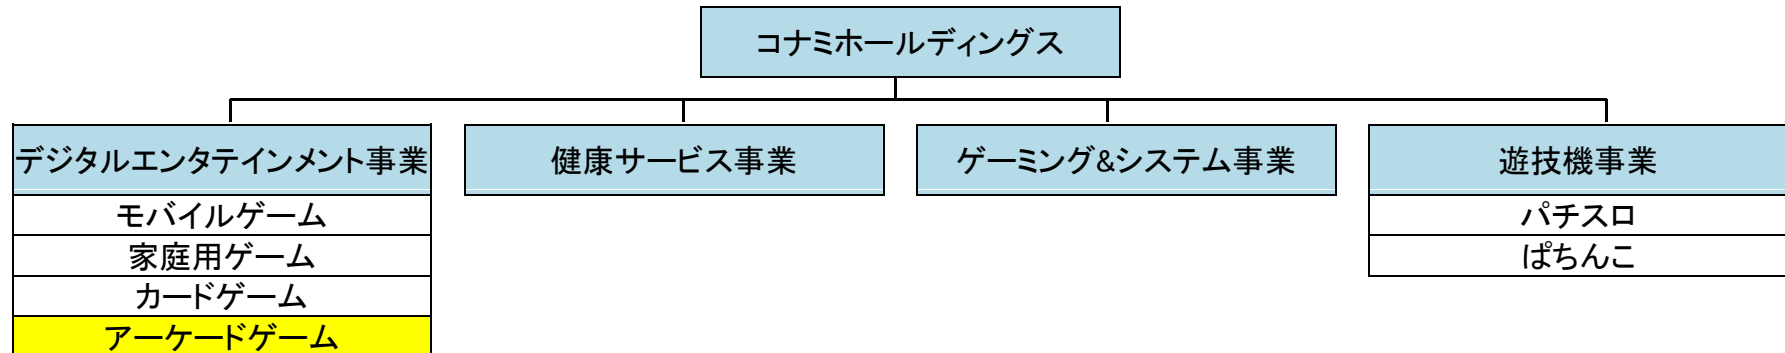 コナミホールディングス
デジタルエンタテインメント事業
健康サービス事業
ゲーミング&システム事業
遊技機事業
モバイルゲーム
パチスロ
家庭用ゲーム
ぱちんこ
カードゲーム
アーケードゲーム